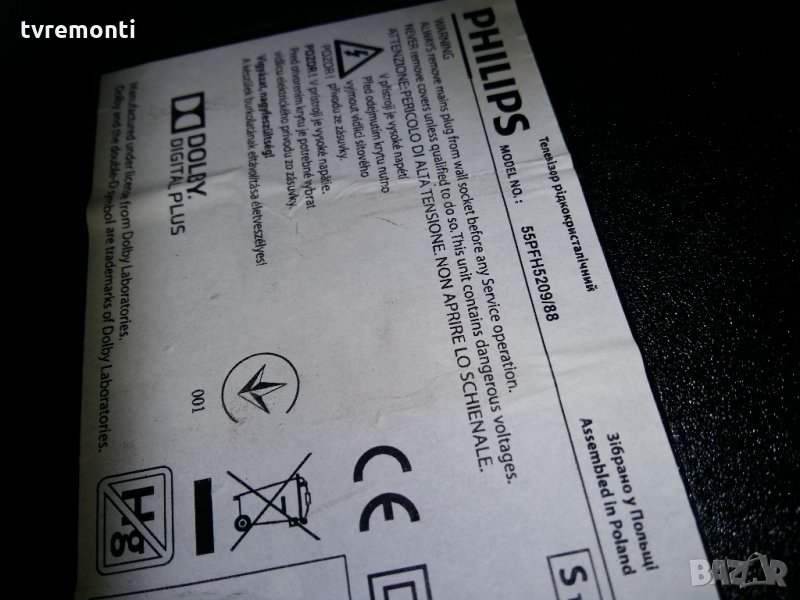 tvremonti
PHILIPS
Телевізор рідкокристалічний
MODEL NO.: 55PFH5209/88
Зібрано у Польщі
Assembled in Poland
WARNING
ALWAYS remove mains plug from wall socket before any Service operation.
NEVER remove covers unless qualified to do so. This unit contains dangerous voltages.
ATTENZIONE: PERICOLO DI ALTA TENSIONE. NON APRIRE LO SCHIENALE.
V přístroji je vysoké napětí!
Před odejmutím krytu nutno
vyjmout vidlici síťového
POZOR! přívodu ze zásuvky.
POZOR! V prístroji je vysoké napätie.
Pred otvorením krytu je potrebné vybrat
vidlicu elektrického prívodu zo zásuvky.
Vigyázat, nagyfeszültség!
A készülék burkolatának eltávolítása életveszélyes!
DOLBY.
DIGITAL PLUS
Manufactured under license from Dolby Laboratories.
Dolby and the double-D symbol are trademarks of Dolby Laboratories.
001
CE
Hg
S
BAZAR